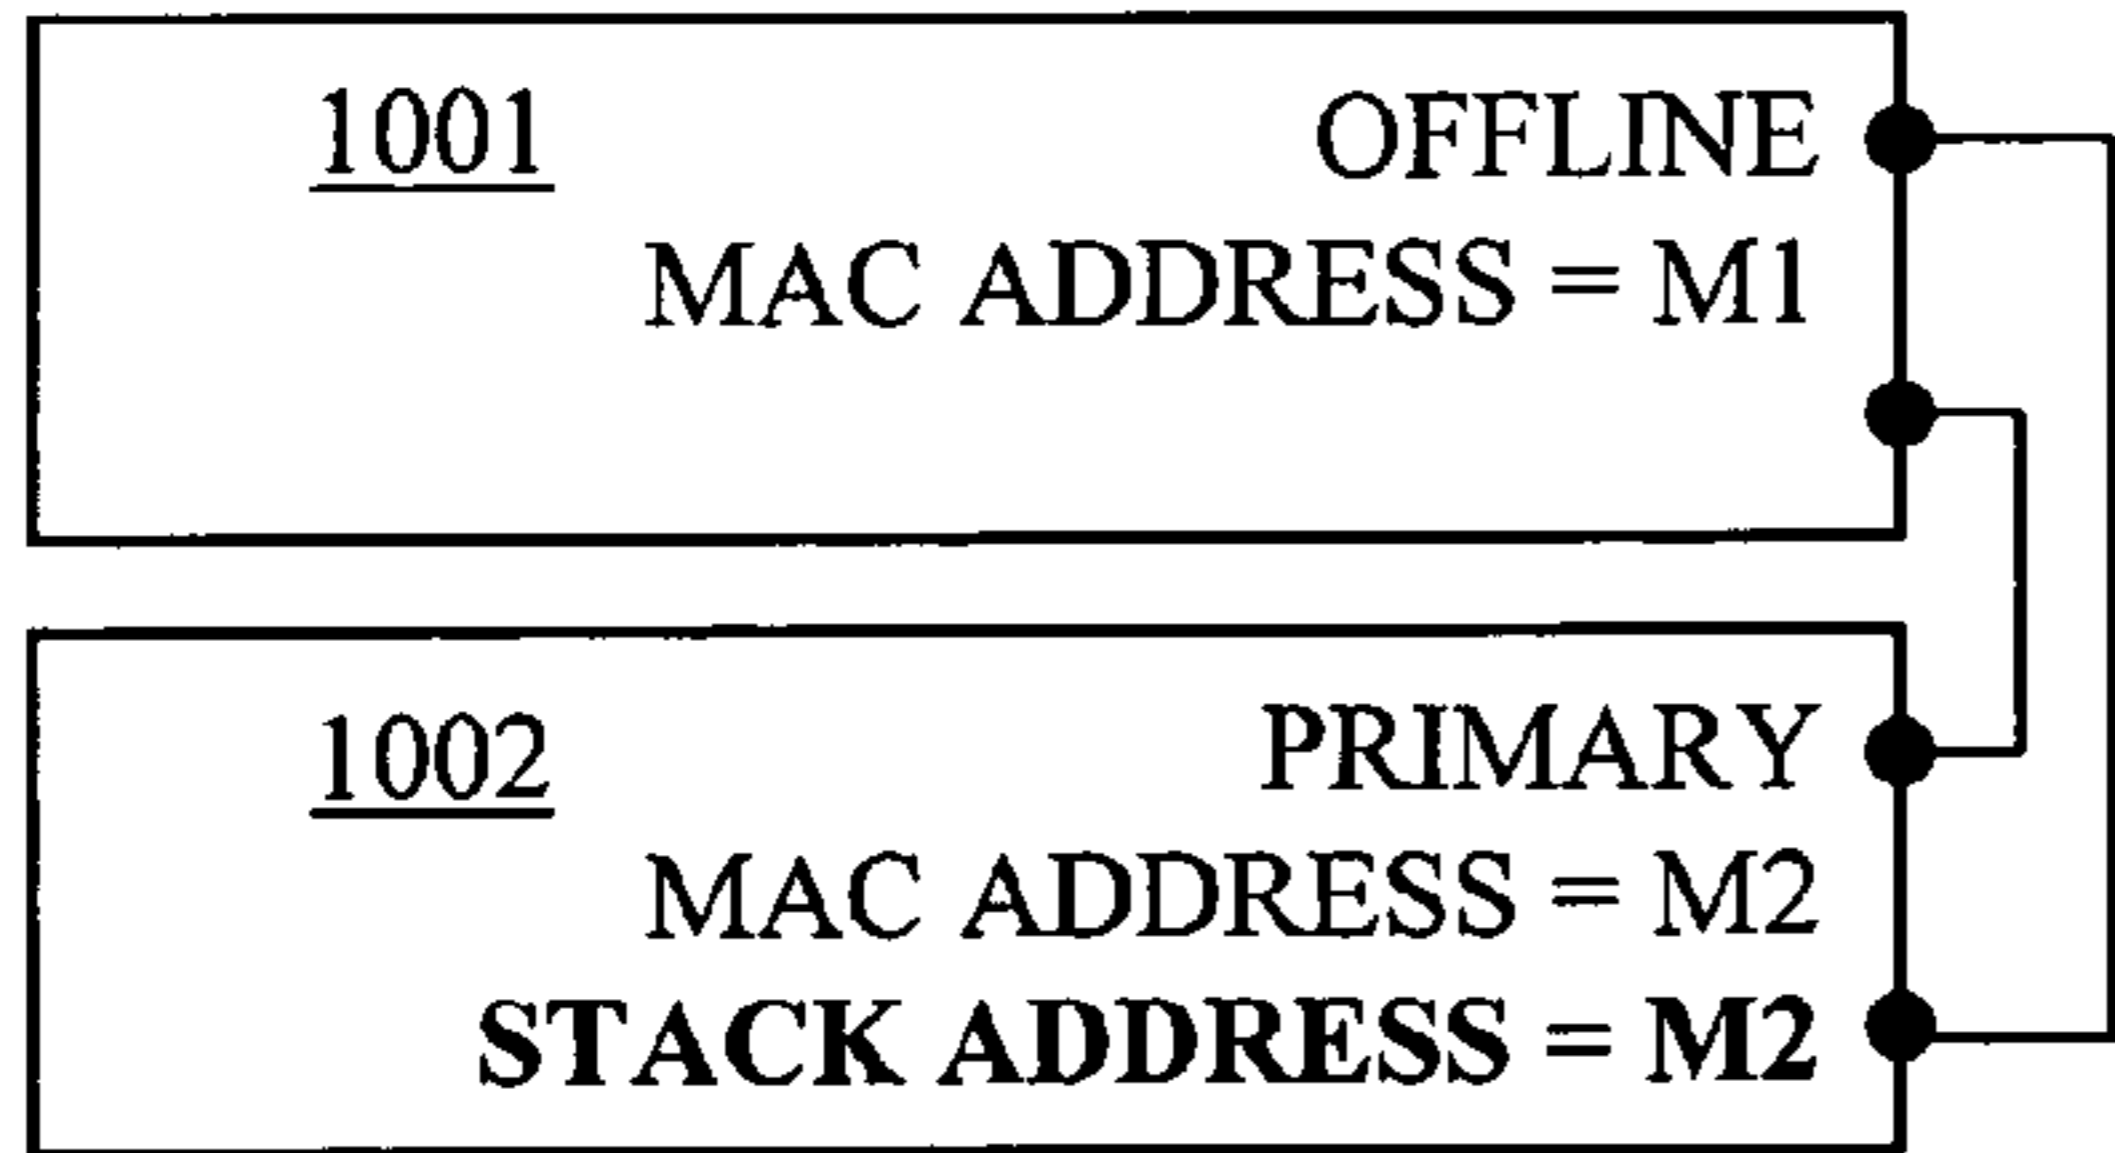 1001 OFFLINE
MAC ADDRESS = M1
1002 PRIMARY
MAC ADDRESS = M2
STACK ADDRESS = M2